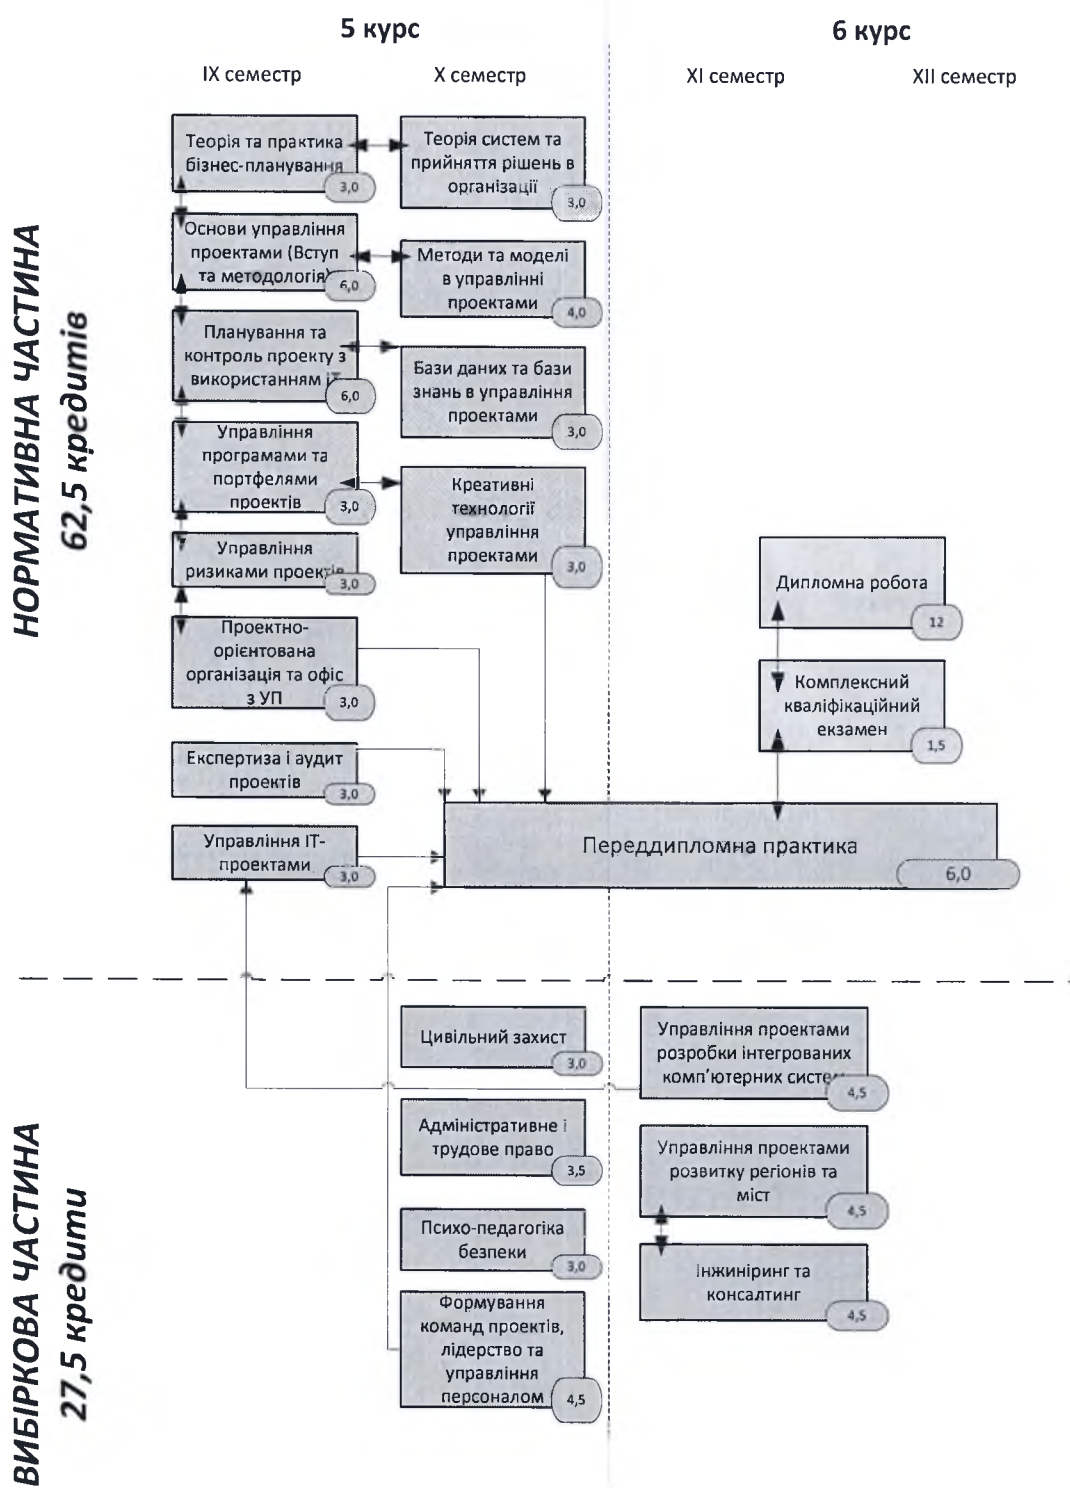 5 курс
6 курс
IX семестр
X семестр
XI семестр
XII семестр
НОРМАТИВНА ЧАСТИНА
62,5 кредитів
Теорія та практика
бізнес-планування
3,0
Теорія систем та
прийняття рішень в
організації
3,0
Основи управління
проектами (Вступ
та методологія)
6,0
Методи та моделі
в управлінні
проектами
4,0
Планування та
контроль проекту з
використанням ІТ
6,0
Бази даних та бази
знань в управління
проектами
3,0
Управління
програмами та
портфелями
проектів
3,0
Креативні
технології
управління
проектами
3,0
Управління
ризиками проектів
3,0
Проектно-
орієнтована
організація та офіс
з УП
3,0
Експертиза і аудит
проектів
3,0
Управління ІТ-
проектами
3,0
Дипломна робота
12
Комплексний
кваліфікаційний
екзамен
1,5
Переддипломна практика
6,0
ВИБІРКОВА ЧАСТИНА
27,5 кредити
Цивільний захист
3,0
Адміністративне і
трудове право
3,5
Психо-педагогіка
безпеки
3,0
Формування
команд проектів,
лідерство та
управління
персоналом
4,5
Управління проектами
розробки інтегрованих
комп'ютерних систем
4,5
Управління проектами
розвитку регіонів та
міст
4,5
Інжиніринг та
консалтинг
4,5